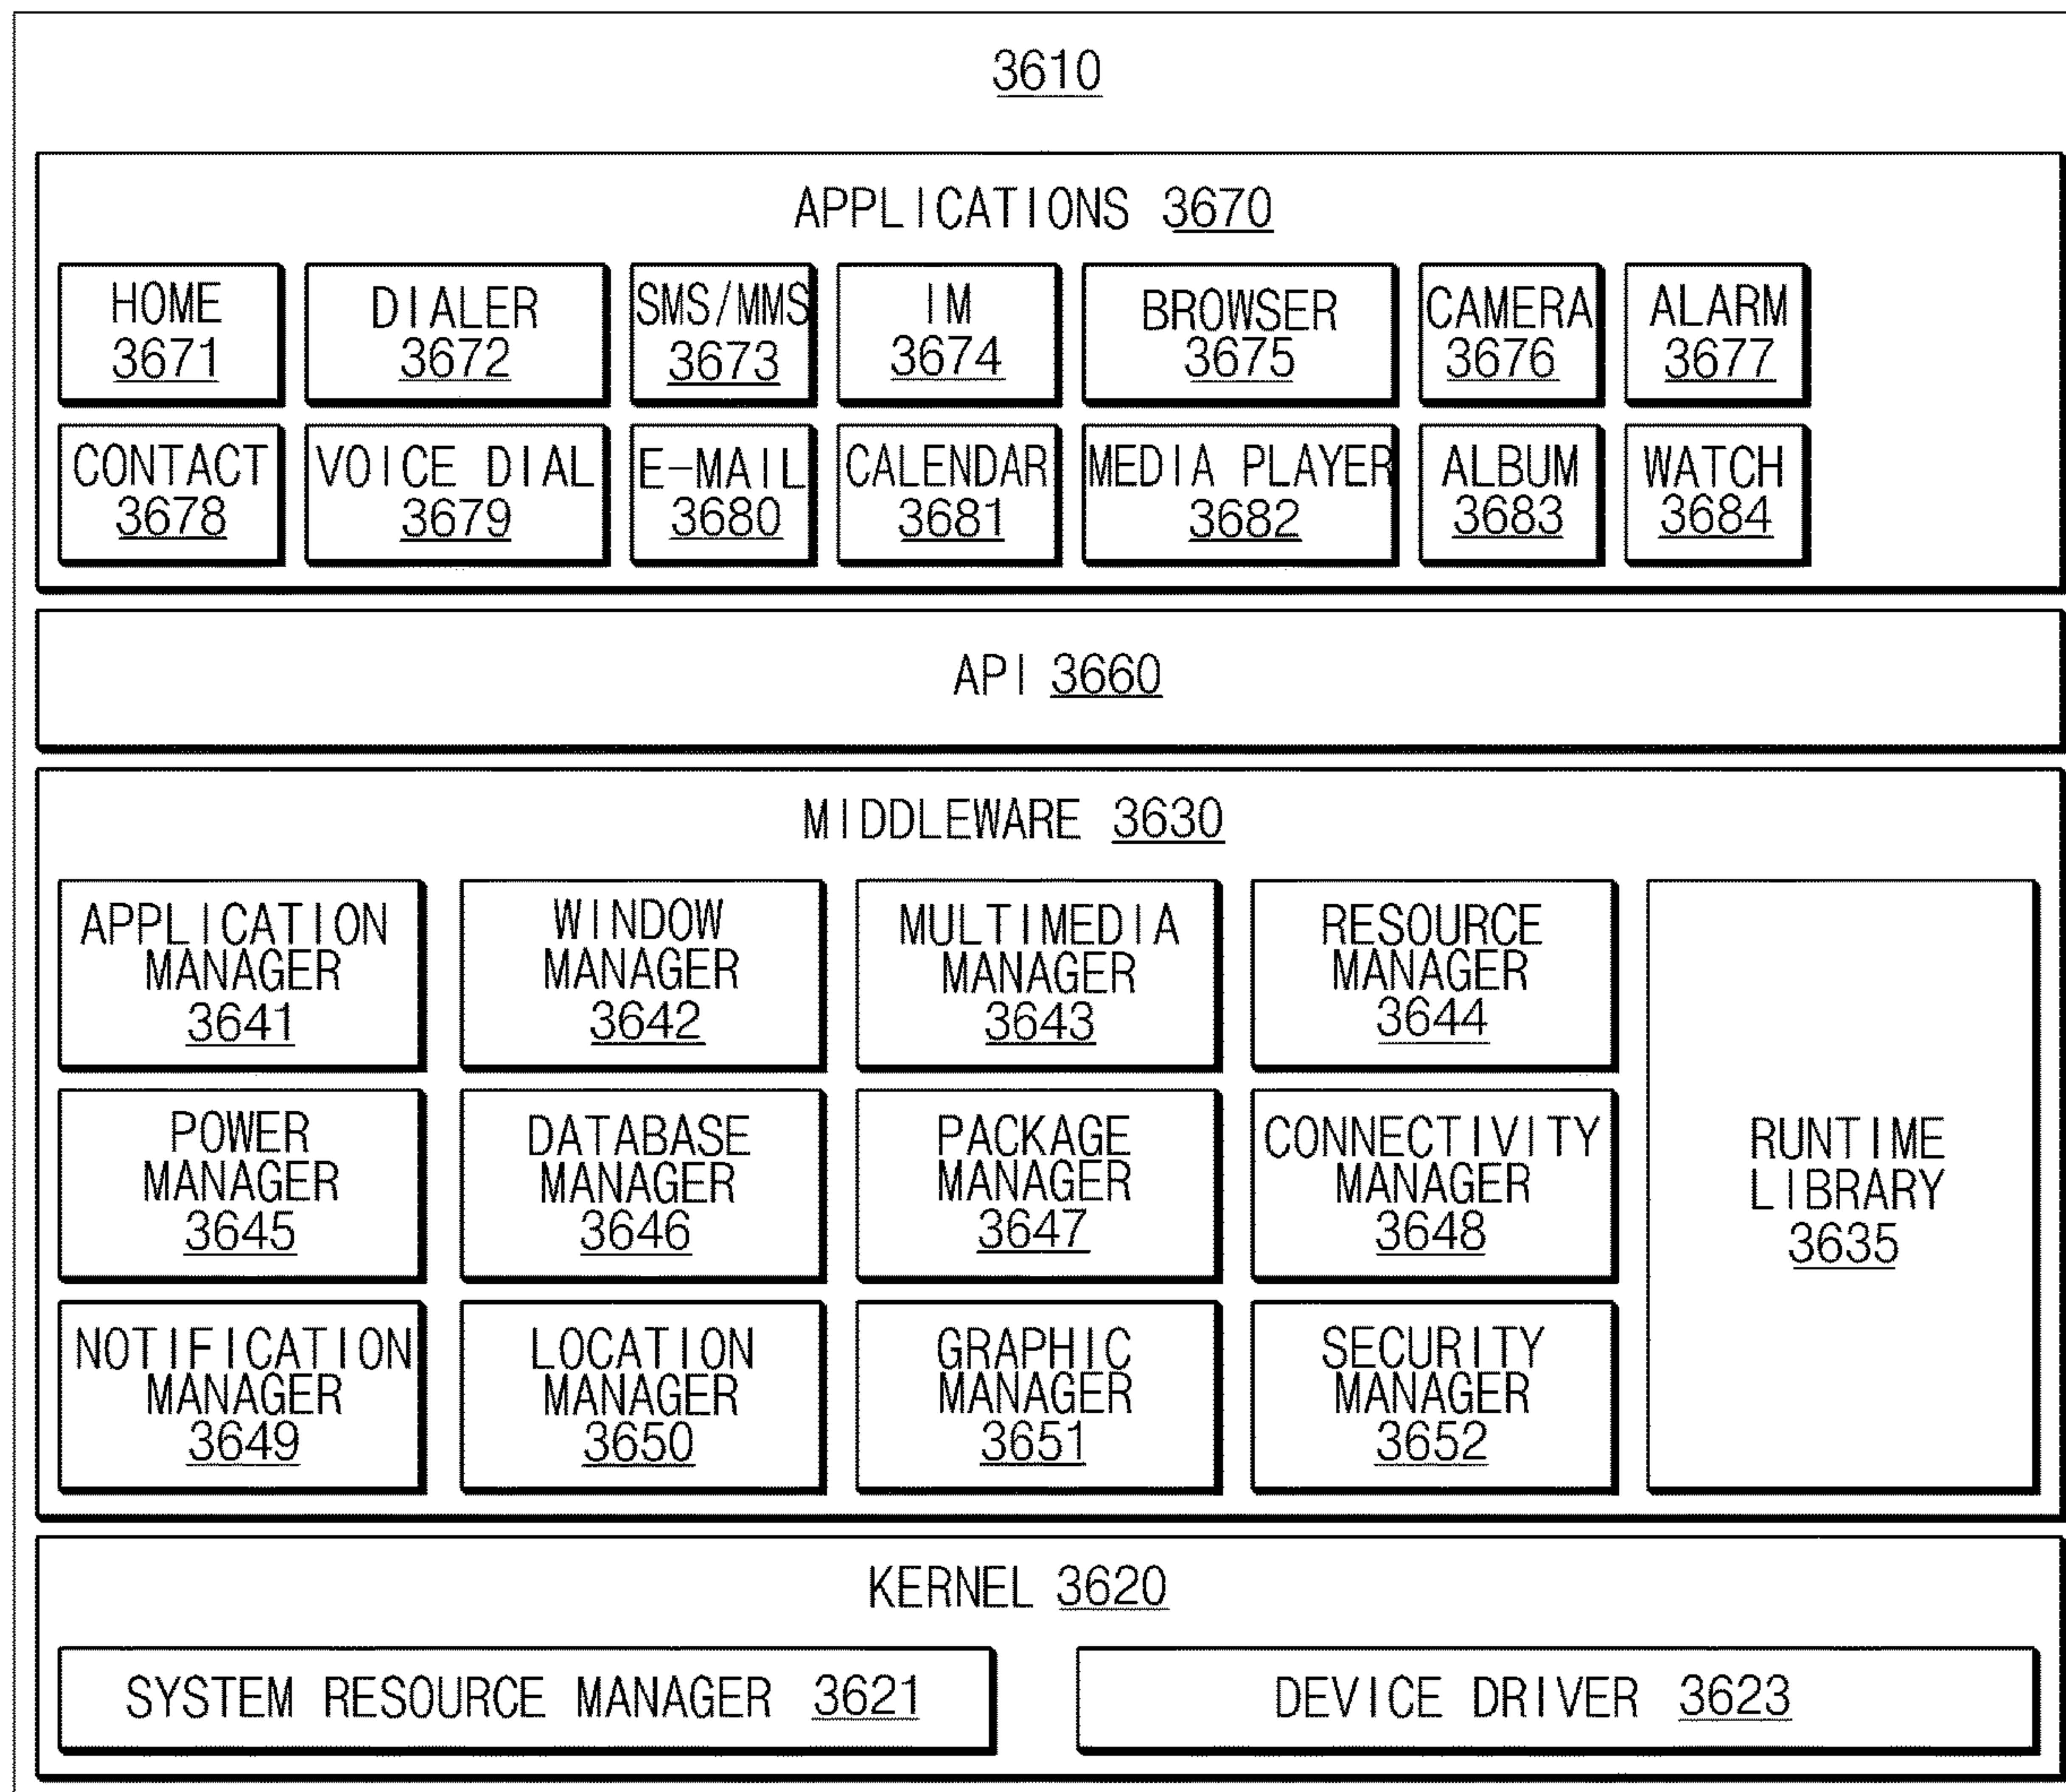 3610
APPLICATIONS 3670
HOME
3671
DIALER
3672
SMS/MMS
3673
IM
3674
BROWSER
3675
CAMERA
3676
ALARM
3677
CONTACT
3678
VOICE DIAL
3679
E-MAIL
3680
CALENDAR
3681
MEDIA PLAYER
3682
ALBUM
3683
WATCH
3684
API 3660
MIDDLEWARE 3630
APPLICATION
MANAGER
3641
WINDOW
MANAGER
3642
MULTIMEDIA
MANAGER
3643
RESOURCE
MANAGER
3644
POWER
MANAGER
3645
DATABASE
MANAGER
3646
PACKAGE
MANAGER
3647
CONNECTIVITY
MANAGER
3648
RUNTIME
LIBRARY
3635
NOTIFICATION
MANAGER
3649
LOCATION
MANAGER
3650
GRAPHIC
MANAGER
3651
SECURITY
MANAGER
3652
KERNEL 3620
SYSTEM RESOURCE MANAGER 3621
DEVICE DRIVER 3623